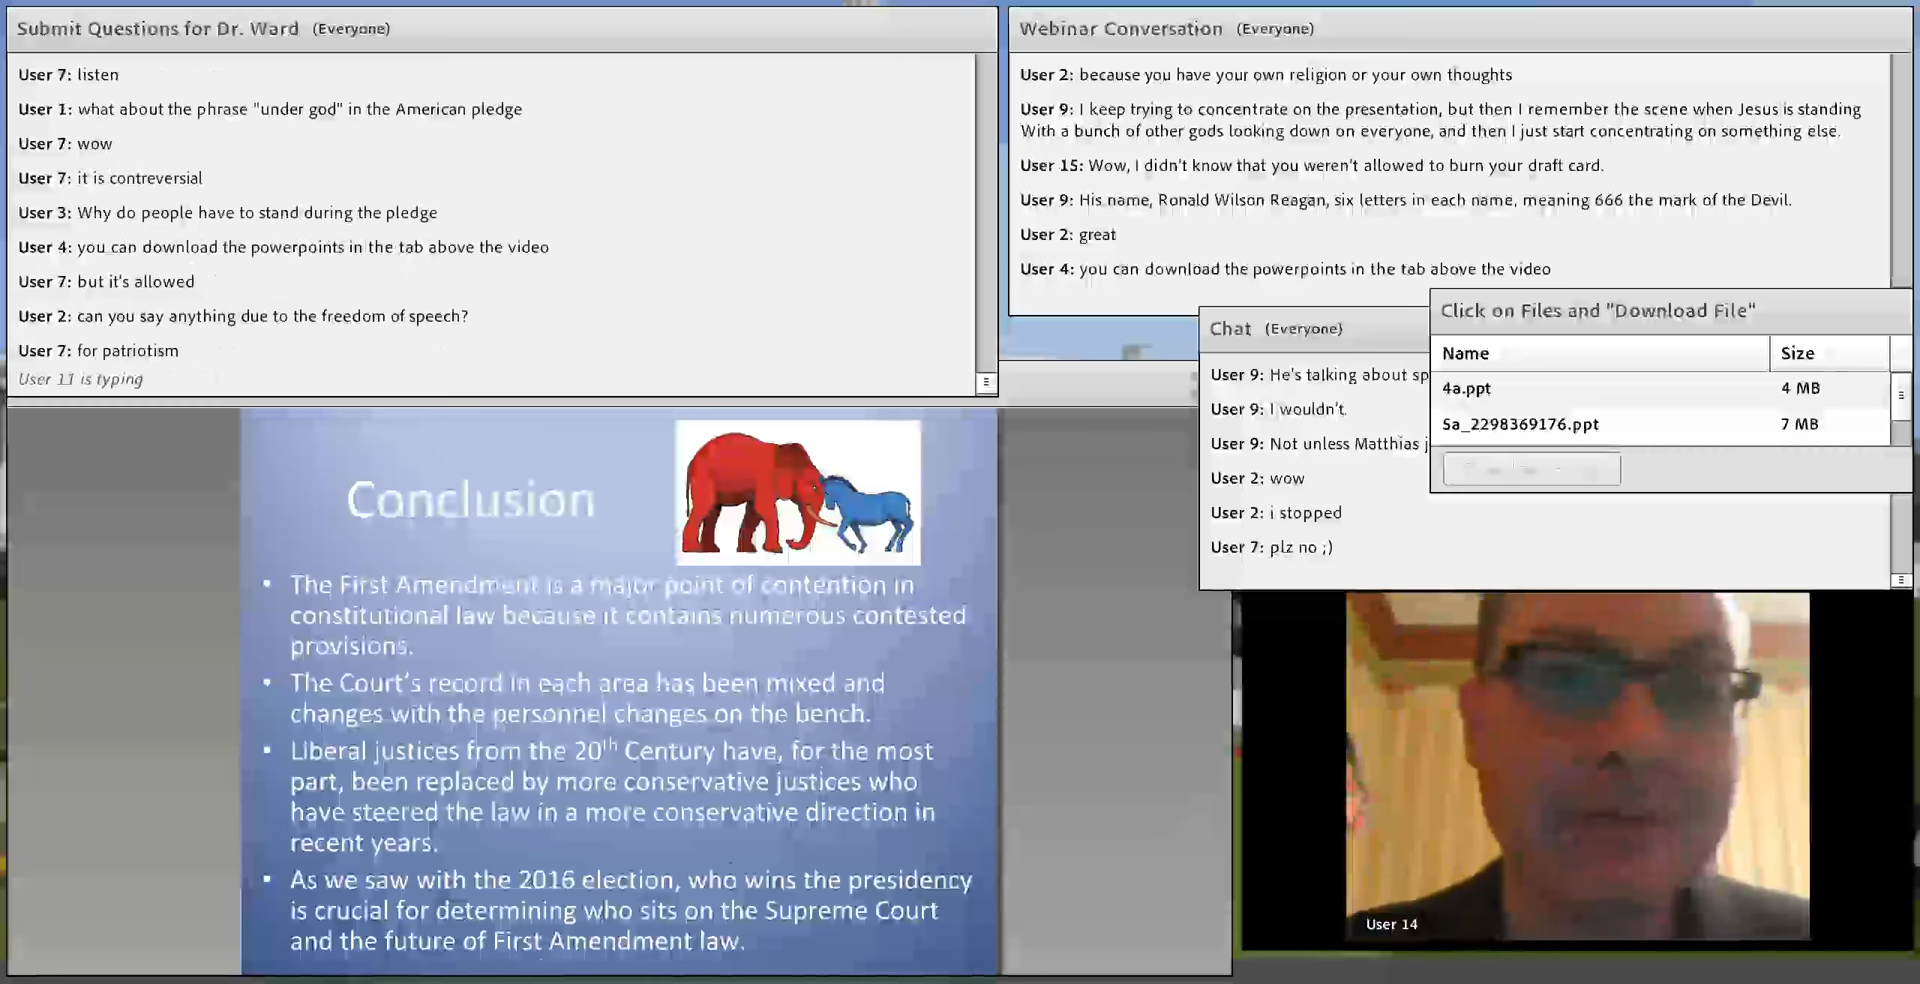 Submit Questions for Dr. Ward (Everyone)
User 7: listen
User 1: what about the phrase "under god" in the American pledge
User 7: wow
User 7: it is contreversial
User 3: Why do people have to stand during the pledge
User 4: you can download the powerpoints in the tab above the video
User 7: but it's allowed
User 2: can you say anything due to the freedom of speech?
User 7: for patriotism
User 11 is typing
Webinar Conversation (Everyone)
User 2: because you have your own religion or your own thoughts
User 9: I keep trying to concentrate on the presentation, but then I remember the scene when Jesus is standing
With a bunch of other gods looking down on everyone, and then I just start concentrating on something else.
User 15: Wow, I didn't know that you weren't allowed to burn your draft card.
User 9: His name, Ronald Wilson Reagan, six letters in each name, meaning 666 the mark of the Devil.
User 2: great
User 4: you can download the powerpoints in the tab above the video
Chat (Everyone)
User 9: He's talking about sp
User 9: I wouldn't.
User 9: Not unless Matthias j
User 2: wow
User 2: i stopped
User 7: plz no ;)
Click on Files and "Download File"
Name Size
4a.ppt 4 MB
5a_2298369176.ppt 7 MB
Conclusion
• The First Amendment is a major point of contention in
constitutional law because it contains numerous contested
provisions.
• The Court's record in each area has been mixed and
changes with the personnel changes on the bench.
• Liberal justices from the 20th Century have, for the most
part, been replaced by more conservative justices who
have steered the law in a more conservative direction in
recent years.
• As we saw with the 2016 election, who wins the presidency
is crucial for determining who sits on the Supreme Court
and the future of First Amendment law.
User 14